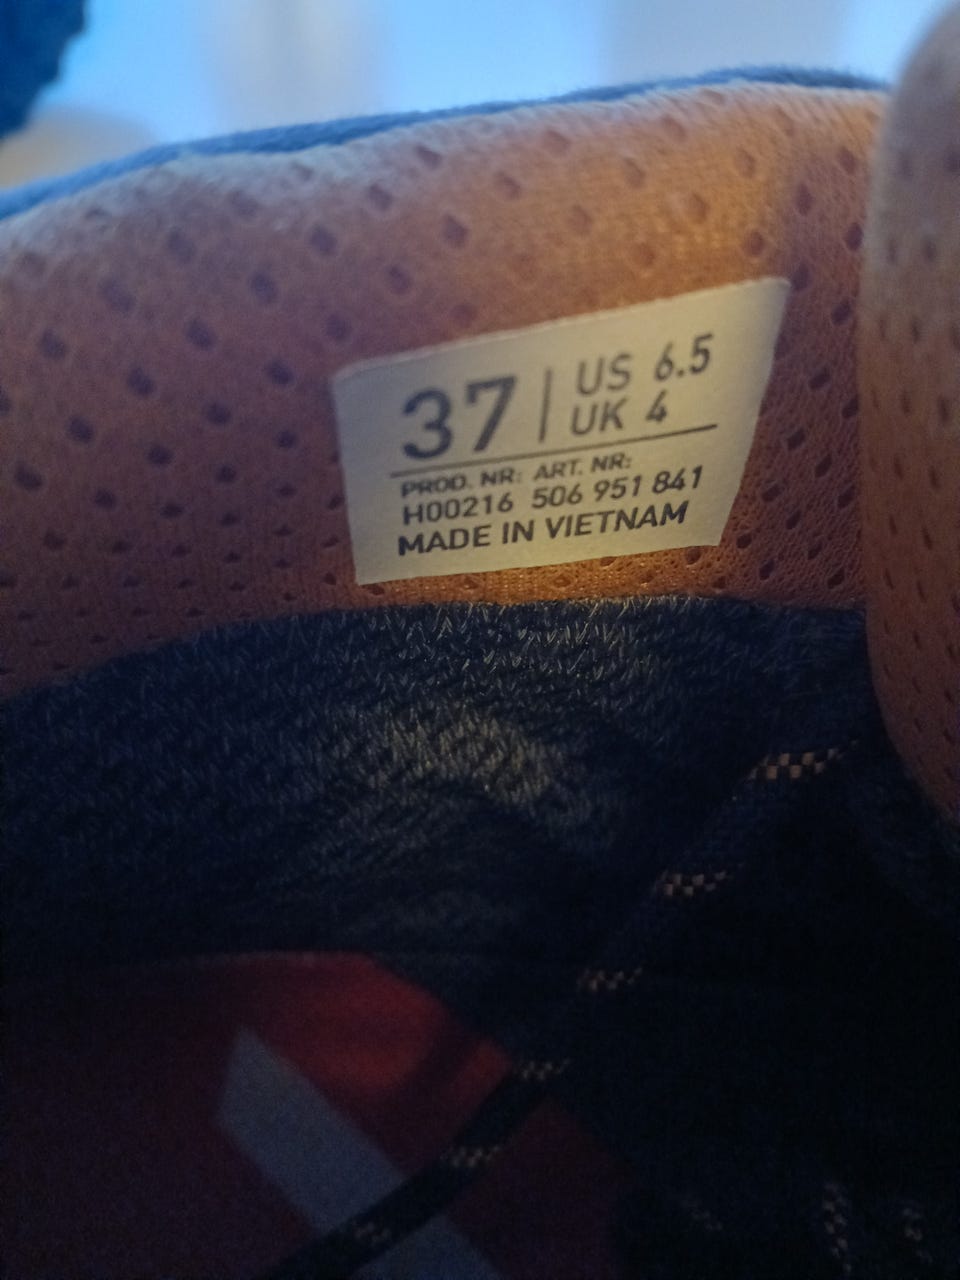 37 | US 6.5
UK 4
PROD. NR: ART. NR:
H00216 506 951 841
MADE IN VIETNAM